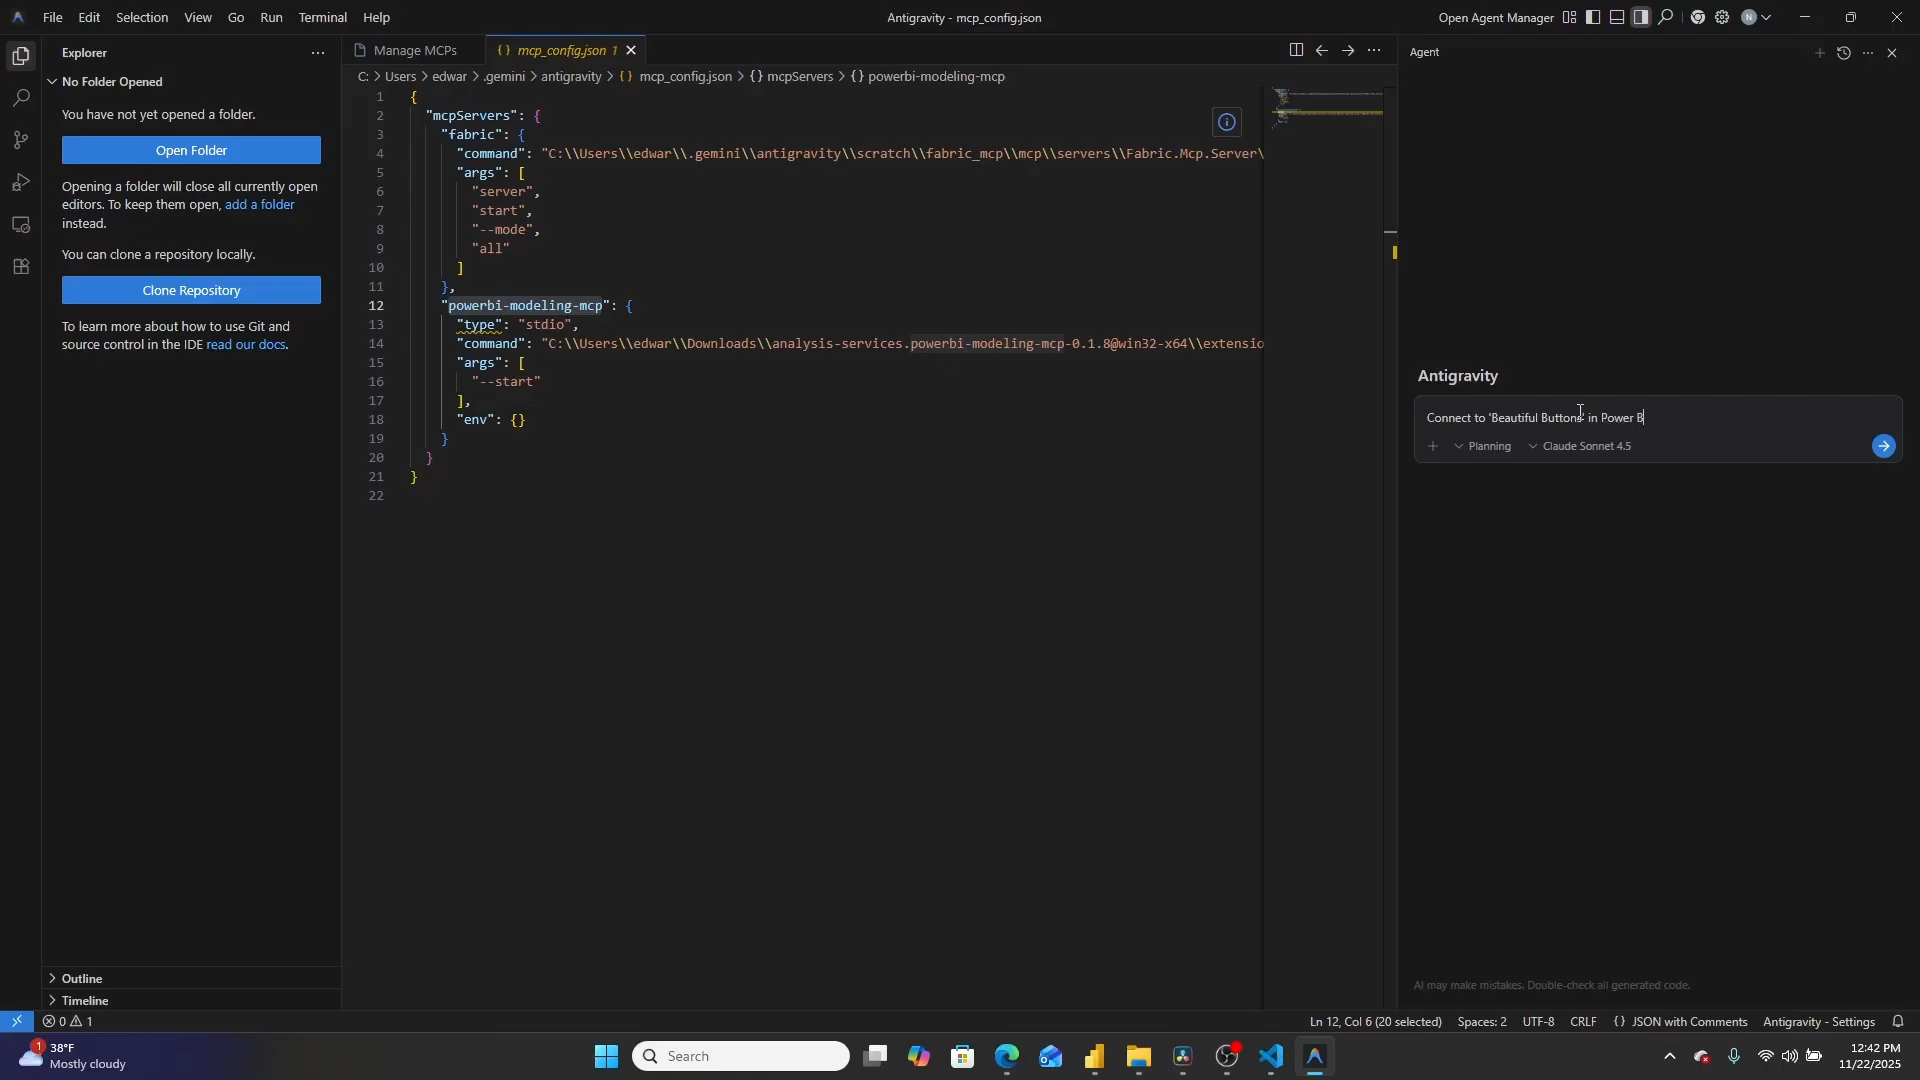 File Edit Selection View Go Run Terminal Help
Antigravity - mcp_config.json
Open Agent Manager
N
Explorer
No Folder Opened
You have not yet opened a folder.
Open Folder
Opening a folder will close all currently open
editors. To keep them open, add a folder
instead.
You can clone a repository locally.
Clone Repository
To learn more about how to use Git and
source control in the IDE read our docs.
Outline
Timeline
Manage MCPs
{} mcp_config.json 1
C: > Users > edwar > .gemini > antigravity > {} mcp_config.json > {} mcpServers > {} powerbi-modeling-mcp
1 {
2 "mcpServers": {
3 "fabric": {
4 "command": "C:\\Users\\edwar\\.gemini\\antigravity\\scratch\\fabric_mcp\\mcp\\servers\\Fabric.Mcp.Server\
5 "args": [
6 "server",
7 "start",
8 "--mode",
9 "all"
10 ]
11 },
12 "powerbi-modeling-mcp": {
13 "type": "stdio",
14 "command": "C:\\Users\\edwar\\Downloads\\analysis-services.powerbi-modeling-mcp-0.1.8@win32-x64\\extensio
15 "args": [
16 "--start"
17 ],
18 "env": {}
19 }
20 }
21 }
22
Agent
Antigravity
Connect to 'Beautiful Buttons' in Power B
Planning
Claude Sonnet 4.5
AI may make mistakes. Double-check all generated code.
0 1
Ln 12, Col 6 (20 selected)
Spaces: 2
UTF-8
CRLF
{} JSON with Comments
Antigravity - Settings
1
38°F
Mostly cloudy
Search
12:42 PM
11/22/2025